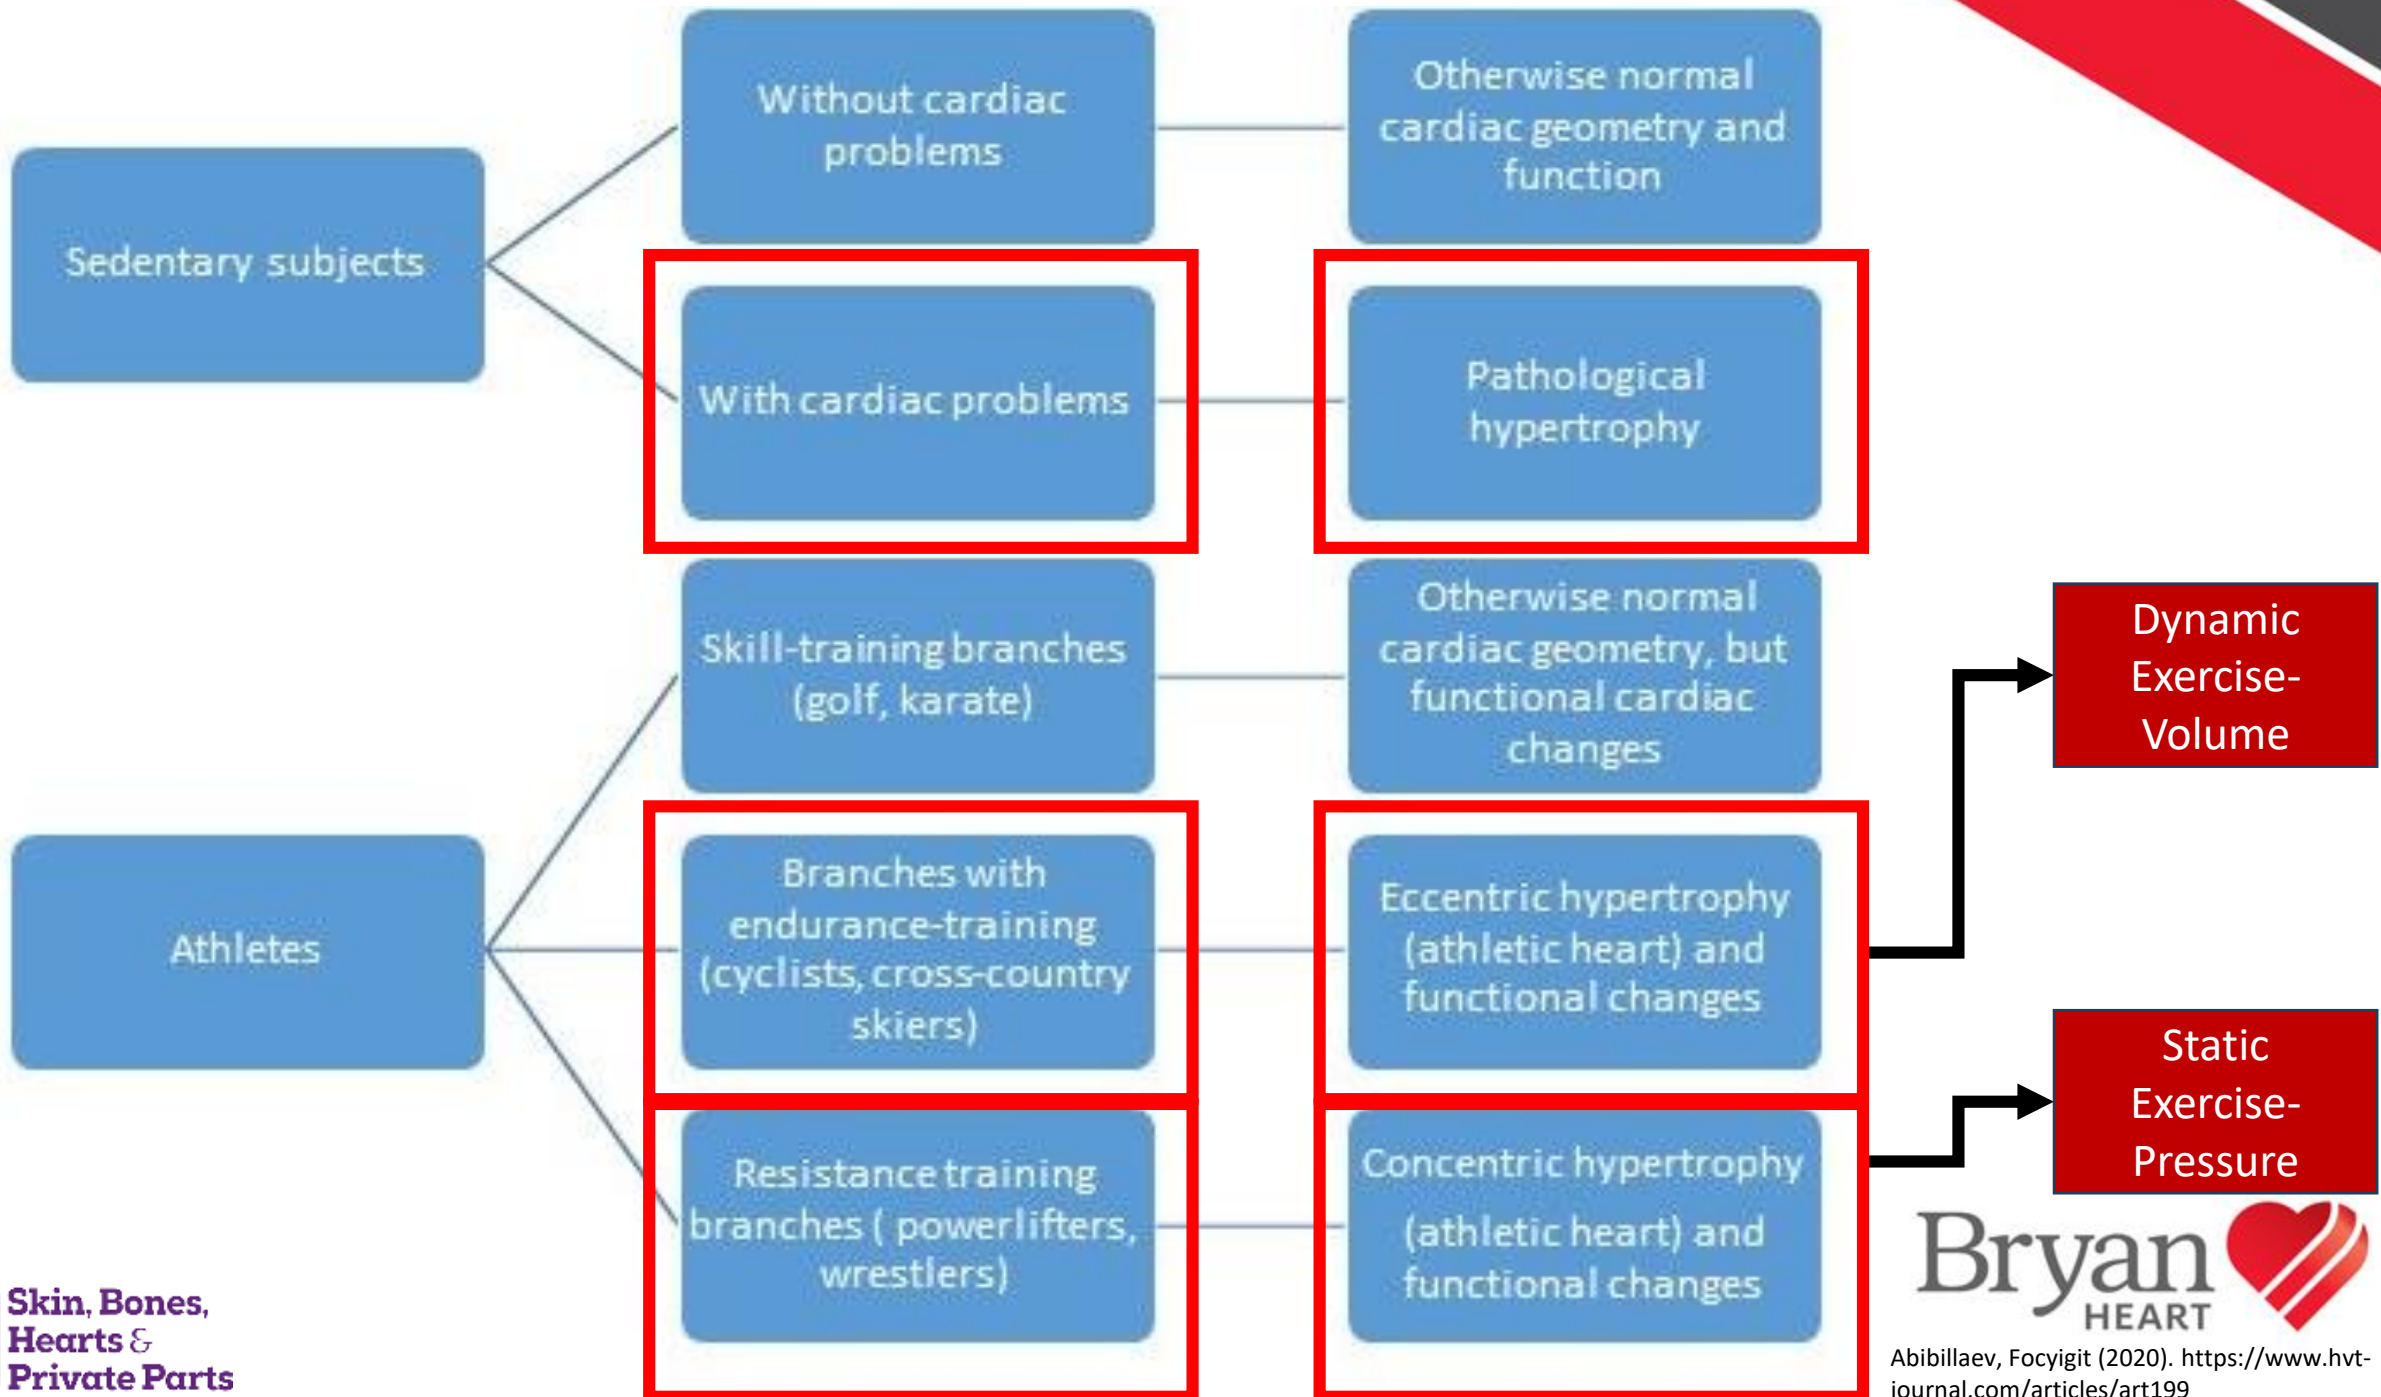 Sedentary subjects
Without cardiac
problems
Otherwise normal
cardiac geometry and
function
With cardiac problems
Pathological
hypertrophy
Athletes
Skill-training branches
(golf, karate)
Otherwise normal
cardiac geometry, but
functional cardiac
changes
Branches with
endurance-training
(cyclists, cross-country
skiers)
Eccentric hypertrophy
(athletic heart) and
functional changes
Dynamic
Exercise-
Volume
Resistance training
branches ( powerlifters,
wrestlers)
Concentric hypertrophy
(athletic heart) and
functional changes
Static
Exercise-
Pressure
Skin, Bones,
Hearts &
Private Parts
Bryan
HEART
Abibillaev, Focyigit (2020). https://www.hvt-
journal.com/articles/art199